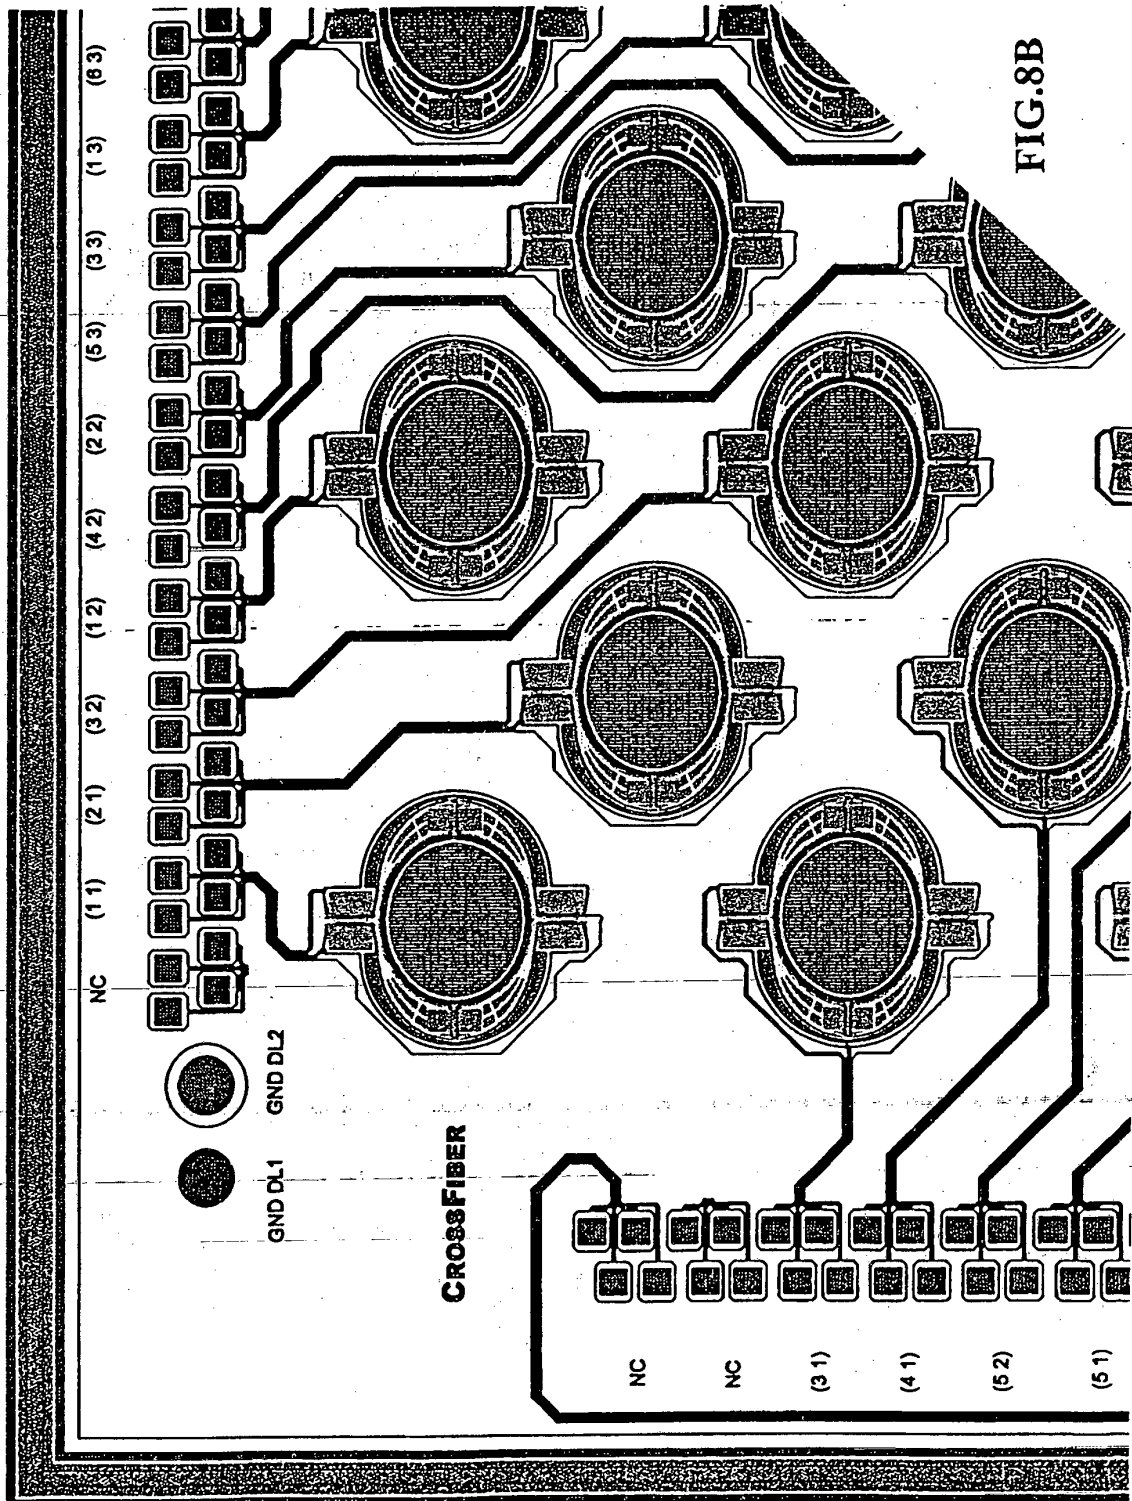 (6 3)
(1 3)
(3 3)
(5 3)
(2 2)
(4 2)
(1 2)
(3 2)
(2 1)
(1 1)
NC
GND DL2
GND DL1
CROSSFIBER
NC
NC
(3 1)
(4 1)
(5 2)
(5 1)
FIG.8B